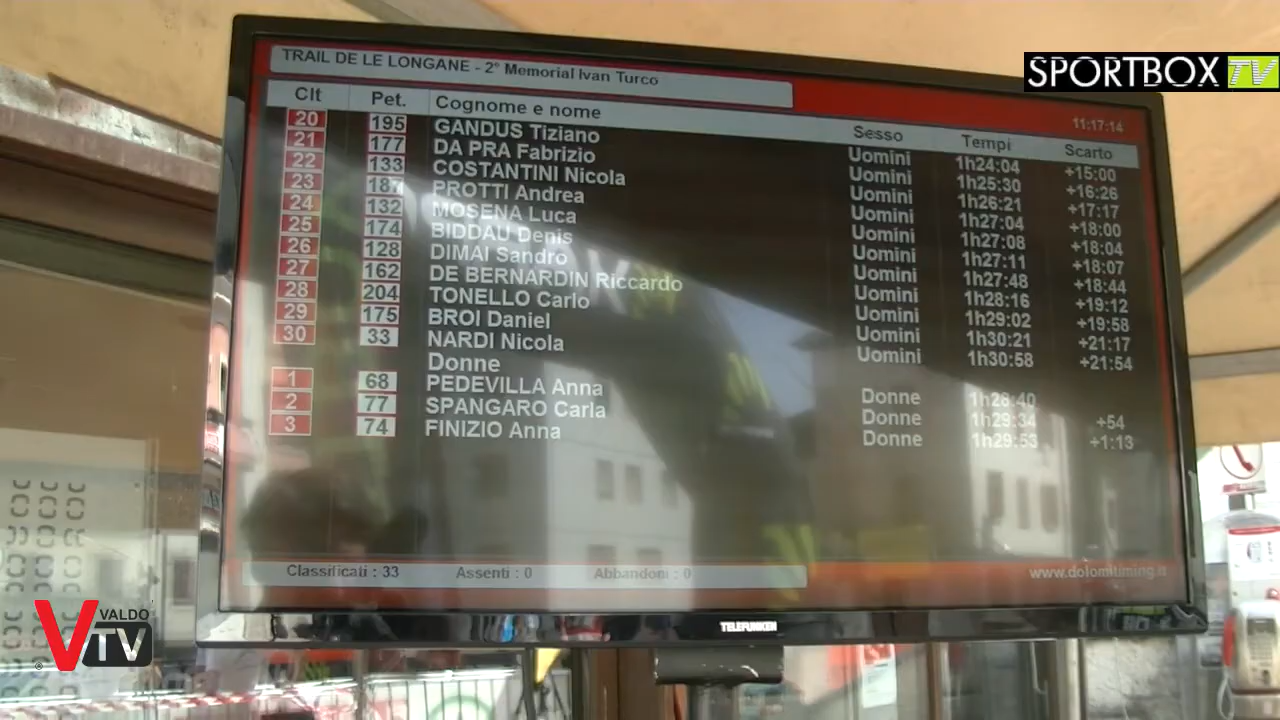 SPORTBOX TV
TRAIL DE LE LONGANE - 2° Memorial Ivan Turco
11:17:14
Clt Pet. Cognome e nome Sesso Tempi Scarto
20 195 GANDUS Tiziano Uomini 1h24:04 +15:00
21 177 DA PRA Fabrizio Uomini 1h25:30 +16:26
22 133 COSTANTINI Nicola Uomini 1h26:21 +17:17
23 187 PROTTI Andrea Uomini 1h27:04 +18:00
24 132 MOSENA Luca Uomini 1h27:08 +18:04
25 174 BIDDAU Denis Uomini 1h27:11 +18:07
26 128 DIMAI Sandro Uomini 1h27:48 +18:44
27 162 DE BERNARDIN Riccardo Uomini 1h28:16 +19:12
28 204 TONELLO Carlo Uomini 1h29:02 +19:58
29 175 BROI Daniel Uomini 1h30:21 +21:17
30 33 NARDI Nicola Uomini 1h30:58 +21:54
Donne
1 68 PEDEVILLA Anna Donne 1h28:40
2 77 SPANGARO Carla Donne 1h29:34 +54
3 74 FINIZIO Anna Donne 1h29:53 +1:13
Classificati : 33 Assenti : 0 Abbandoni : 0
www.dolomitiming.it
TELEFUNKEN
VALDO
VTV
®